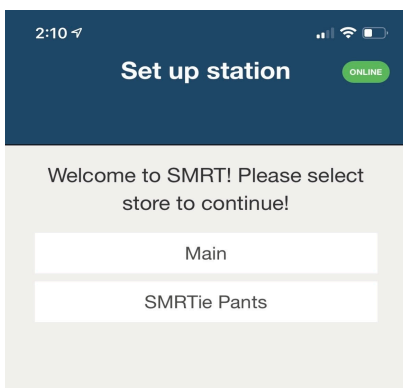 2:10
Set up station
ONLINE
Welcome to SMRT! Please select
store to continue!
Main
SMRTie Pants